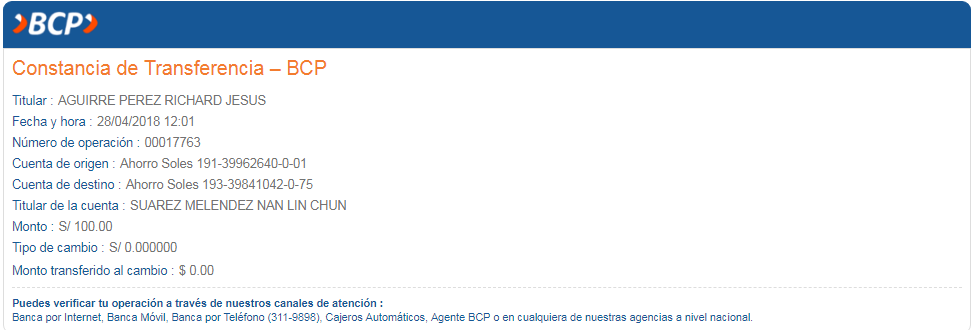 BCP
Constancia de Transferencia – BCP
Titular : AGUIRRE PEREZ RICHARD JESUS
Fecha y hora : 28/04/2018 12:01
Número de operación : 00017763
Cuenta de origen : Ahorro Soles 191-39962640-0-01
Cuenta de destino : Ahorro Soles 193-39841042-0-75
Titular de la cuenta : SUAREZ MELENDEZ NAN LIN CHUN
Monto : S/ 100.00
Tipo de cambio : S/ 0.000000
Monto transferido al cambio : $ 0.00
Puedes verificar tu operación a través de nuestros canales de atención :
Banca por Internet, Banca Móvil, Banca por Teléfono (311-9898), Cajeros Automáticos, Agente BCP o en cualquiera de nuestras agencias a nivel nacional.